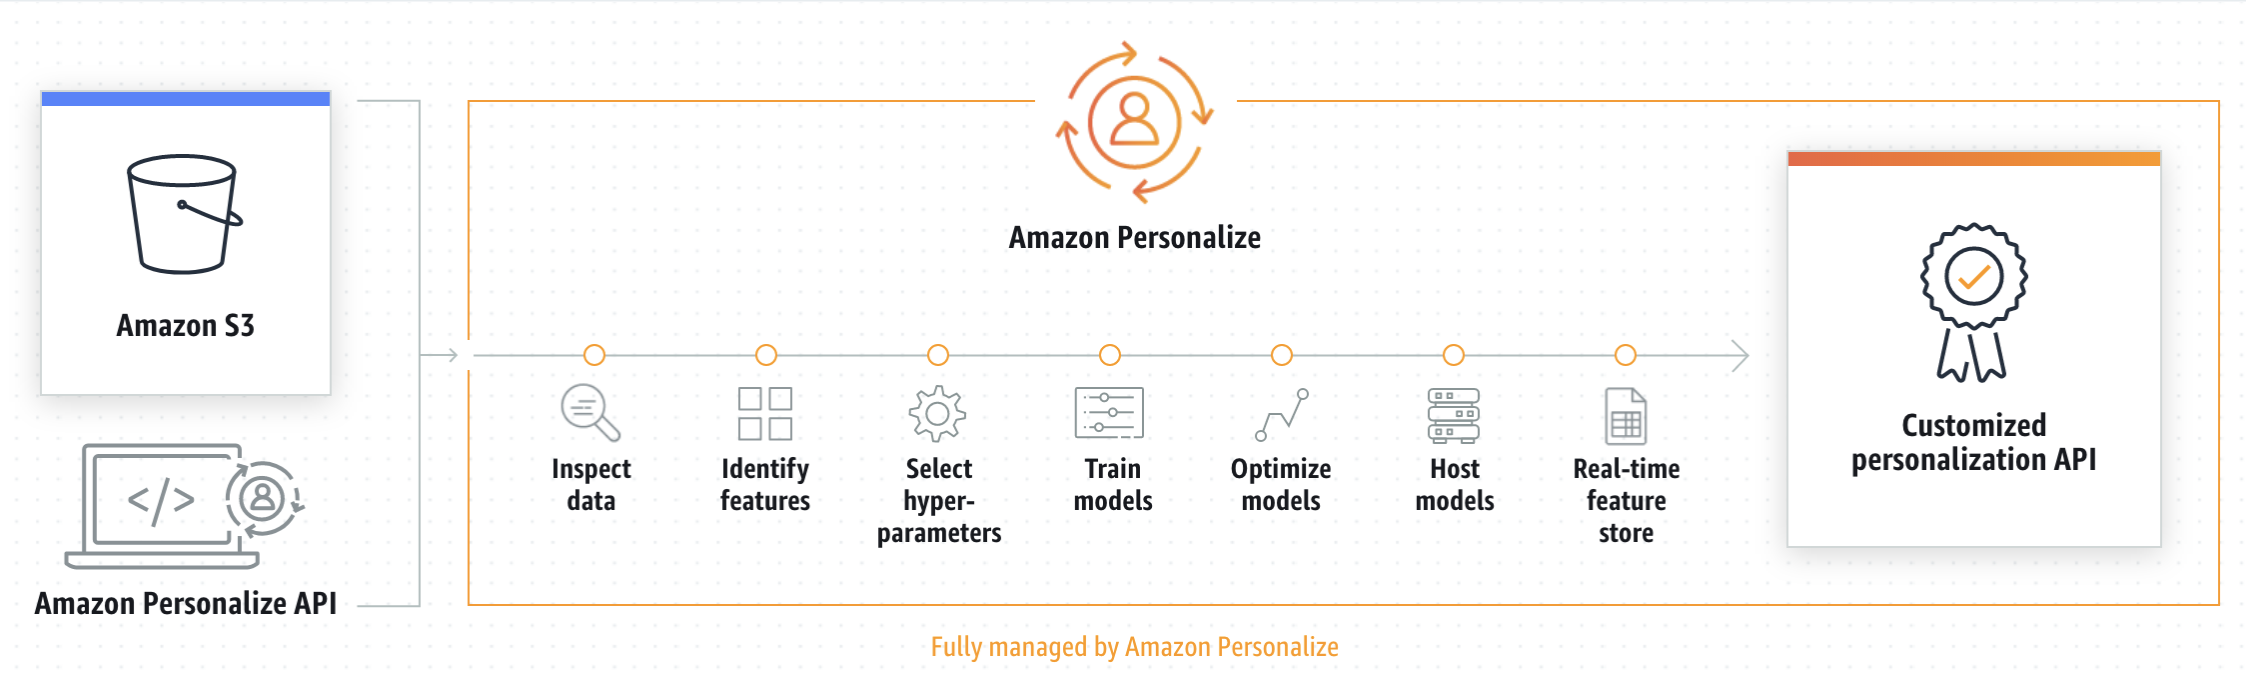 Amazon S3
Amazon Personalize API
</>
Amazon Personalize
Inspect
data
Identify
features
Select
hyper-
parameters
Train
models
Optimize
models
Host
models
Real-time
feature
store
Customized
personalization API
Fully managed by Amazon Personalize